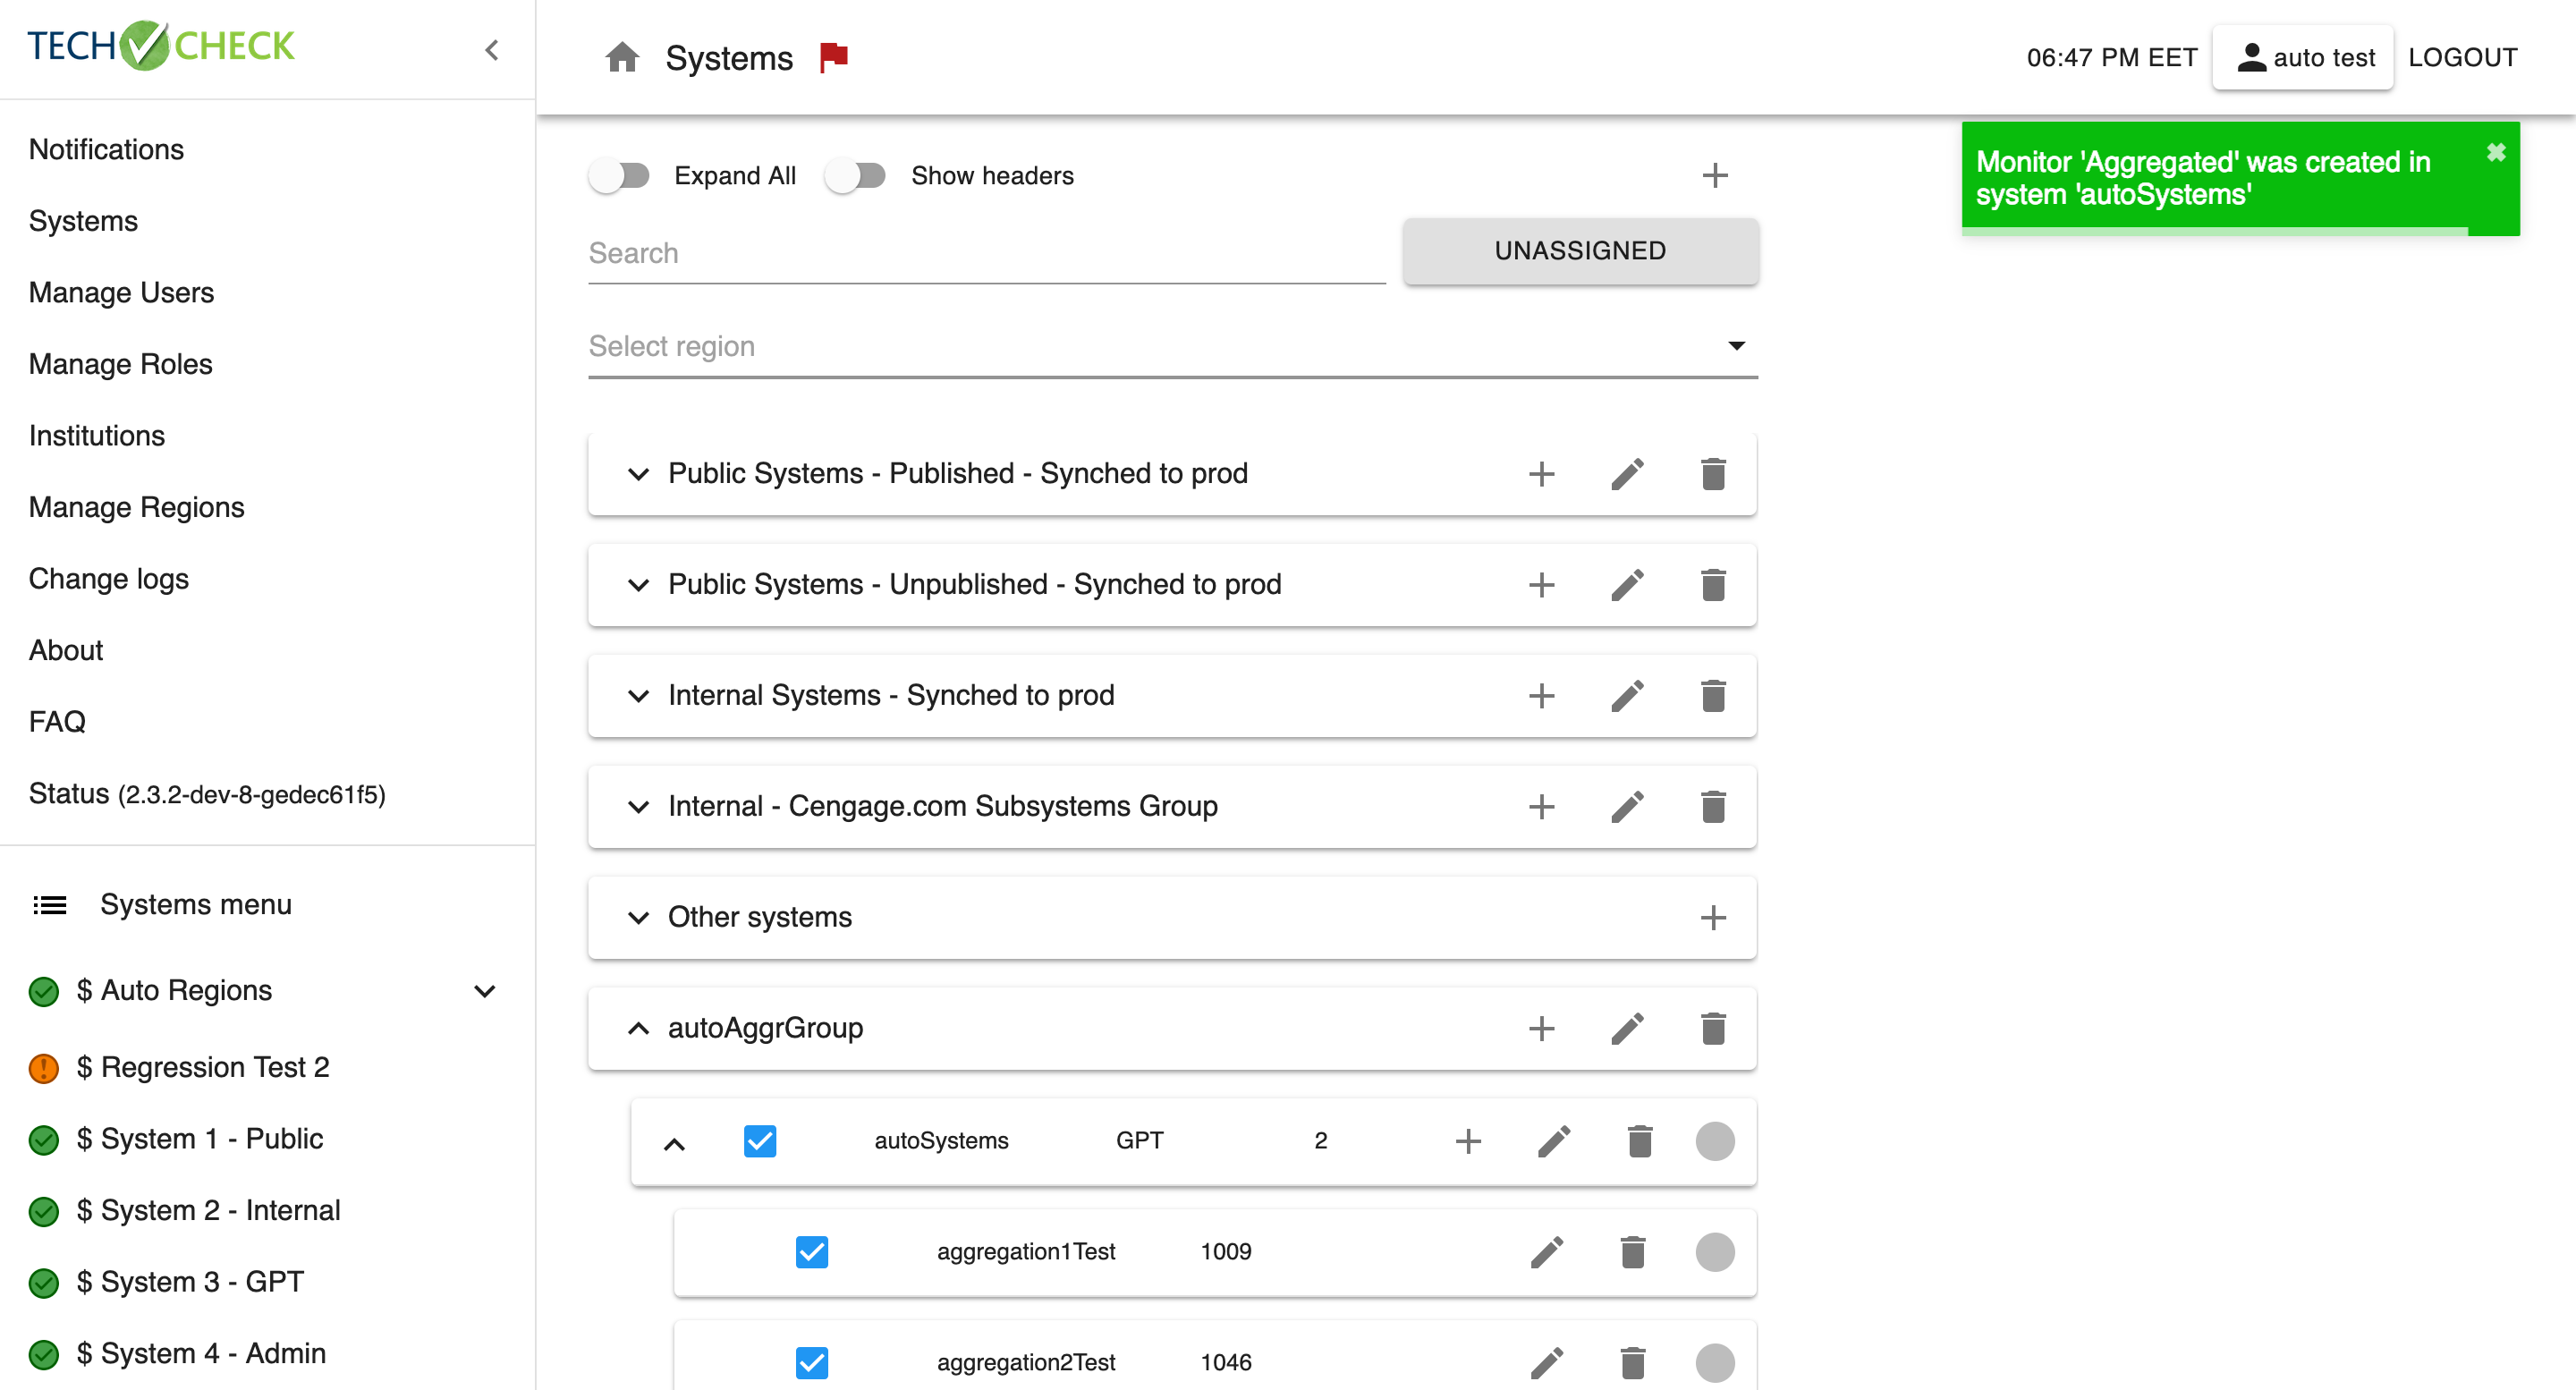 TECH CHECK
Notifications
Systems
Manage Users
Manage Roles
Institutions
Manage Regions
Change logs
About
FAQ
Status (2.3.2-dev-8-gedec61f5)
Systems menu
$ Auto Regions
$ Regression Test 2
$ System 1 - Public
$ System 2 - Internal
$ System 3 - GPT
$ System 4 - Admin
Systems
06:47 PM EET
auto test
LOGOUT
Expand All
Show headers
Search
UNASSIGNED
Select region
Public Systems - Published - Synched to prod
Public Systems - Unpublished - Synched to prod
Internal Systems - Synched to prod
Internal - Cengage.com Subsystems Group
Other systems
autoAggrGroup
autoSystems GPT 2
aggregation1Test 1009
aggregation2Test 1046
Monitor 'Aggregated' was created in
system 'autoSystems'